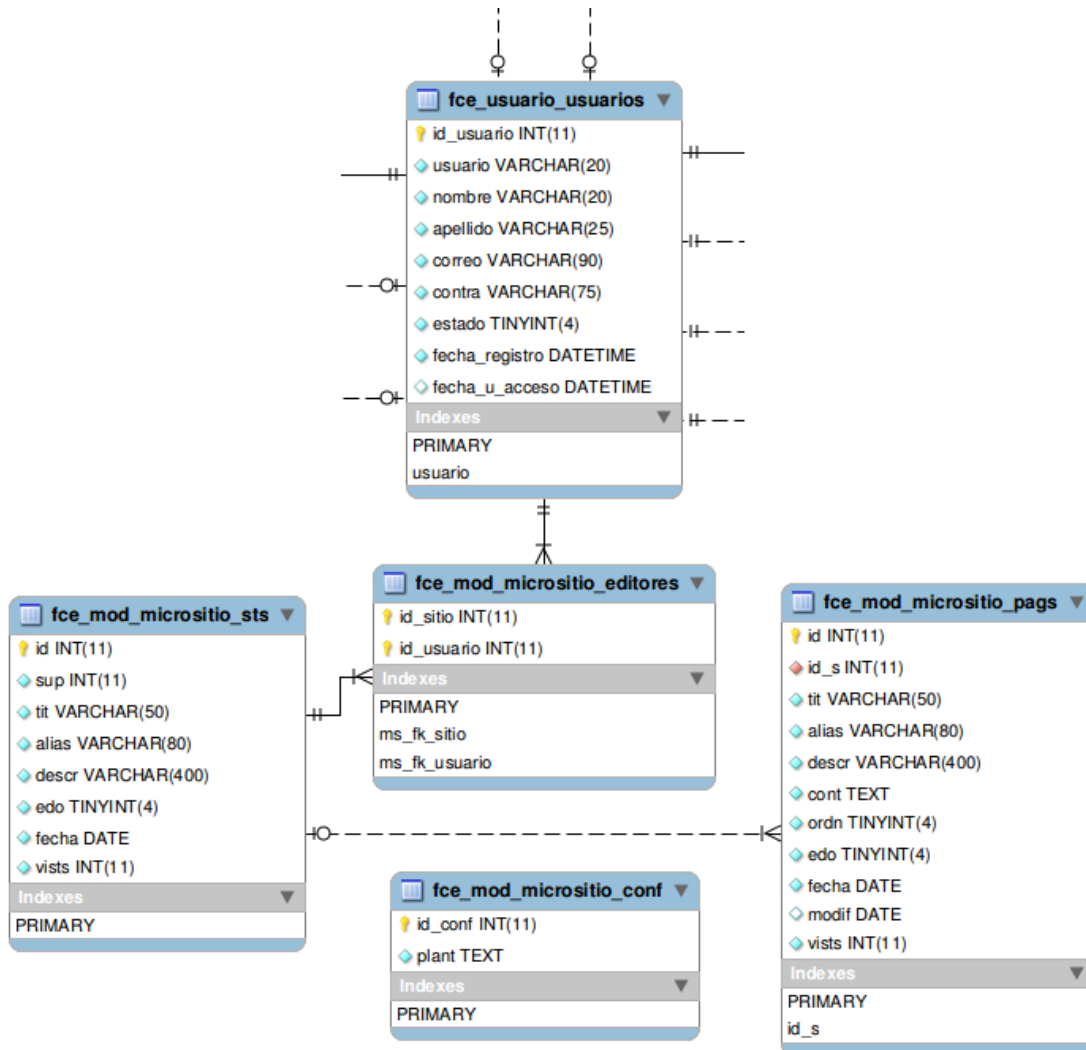 fce_usuario_usuarios
id_usuario INT(11)
usuario VARCHAR(20)
nombre VARCHAR(20)
apellido VARCHAR(25)
correo VARCHAR(90)
contra VARCHAR(75)
estado TINYINT(4)
fecha_registro DATETIME
fecha_u_acceso DATETIME
Indexes
PRIMARY
usuario
fce_mod_micrositio_sts
id INT(11)
sup INT(11)
tit VARCHAR(50)
alias VARCHAR(80)
descr VARCHAR(400)
edo TINYINT(4)
fecha DATE
vists INT(11)
Indexes
PRIMARY
fce_mod_micrositio_editores
id_sitio INT(11)
id_usuario INT(11)
Indexes
PRIMARY
ms_fk_sitio
ms_fk_usuario
fce_mod_micrositio_conf
id_conf INT(11)
plant TEXT
Indexes
PRIMARY
fce_mod_micrositio_pags
id INT(11)
id_s INT(11)
tit VARCHAR(50)
alias VARCHAR(80)
descr VARCHAR(400)
cont TEXT
ordn TINYINT(4)
edo TINYINT(4)
fecha DATE
modif DATE
vists INT(11)
Indexes
PRIMARY
id_s